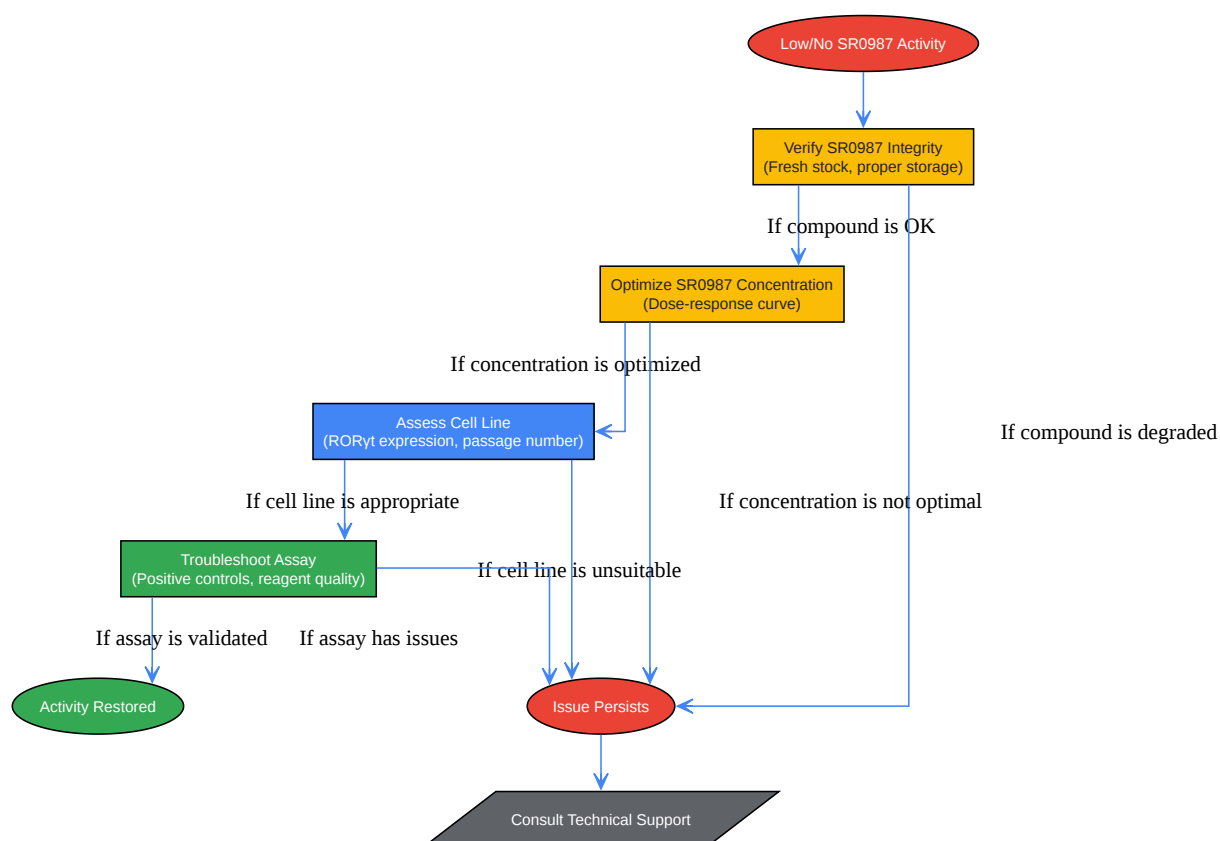 Low/No SR0987 Activity
Verify SR0987 Integrity
(Fresh stock, proper storage)
If compound is OK
Optimize SR0987 Concentration
(Dose-response curve)
If concentration is optimized
Assess Cell Line
(RORγt expression, passage number)
If compound is degraded
If cell line is appropriate
If concentration is not optimal
Troubleshoot Assay
(Positive controls, reagent quality)
If cell line is unsuitable
If assay is validated
If assay has issues
Activity Restored
Issue Persists
Consult Technical Support